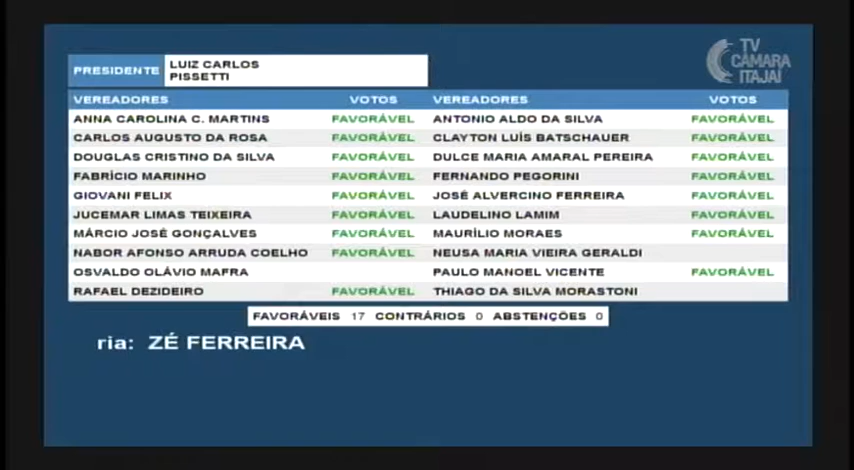 TV
CÂMARA
ITAJAÍ
PRESIDENTE LUIZ CARLOS
PISSETTI
VEREADORES VOTOS VEREADORES VOTOS
ANNA CAROLINA C. MARTINS FAVORÁVEL ANTONIO ALDO DA SILVA FAVORÁVEL
CARLOS AUGUSTO DA ROSA FAVORÁVEL CLAYTON LUÍS BATSCHAUER FAVORÁVEL
DOUGLAS CRISTINO DA SILVA FAVORÁVEL DULCE MARIA AMARAL PEREIRA FAVORÁVEL
FABRÍCIO MARINHO FAVORÁVEL FERNANDO PEGORINI FAVORÁVEL
GIOVANI FELIX FAVORÁVEL JOSÉ ALVERCINO FERREIRA FAVORÁVEL
JUCEMAR LIMAS TEIXEIRA FAVORÁVEL LAUDELINO LAMIM FAVORÁVEL
MÁRCIO JOSÉ GONÇALVES FAVORÁVEL MAURÍLIO MORAES FAVORÁVEL
NABOR AFONSO ARRUDA COELHO FAVORÁVEL NEUSA MARIA VIEIRA GERALDI
OSVALDO OLÁVIO MAFRA PAULO MANOEL VICENTE FAVORÁVEL
RAFAEL DEZIDEIRO FAVORÁVEL THIAGO DA SILVA MORASTONI
FAVORÁVEIS 17 CONTRÁRIOS 0 ABSTENÇÕES 0
ria: ZÉ FERREIRA